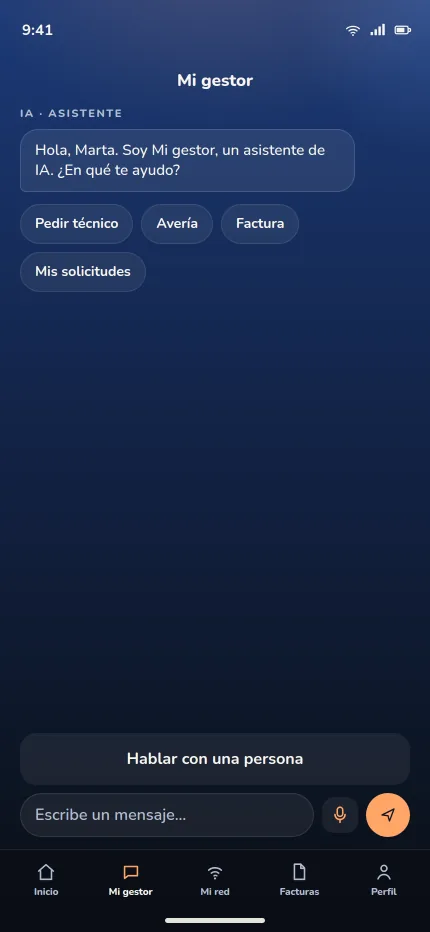 9:41
Mi gestor
IA · ASISTENTE
Hola, Marta. Soy Mi gestor, un asistente de
IA. ¿En qué te ayudo?
Pedir técnico
Avería
Factura
Mis solicitudes
Hablar con una persona
Escribe un mensaje...
Inicio
Mi gestor
Mi red
Facturas
Perfil